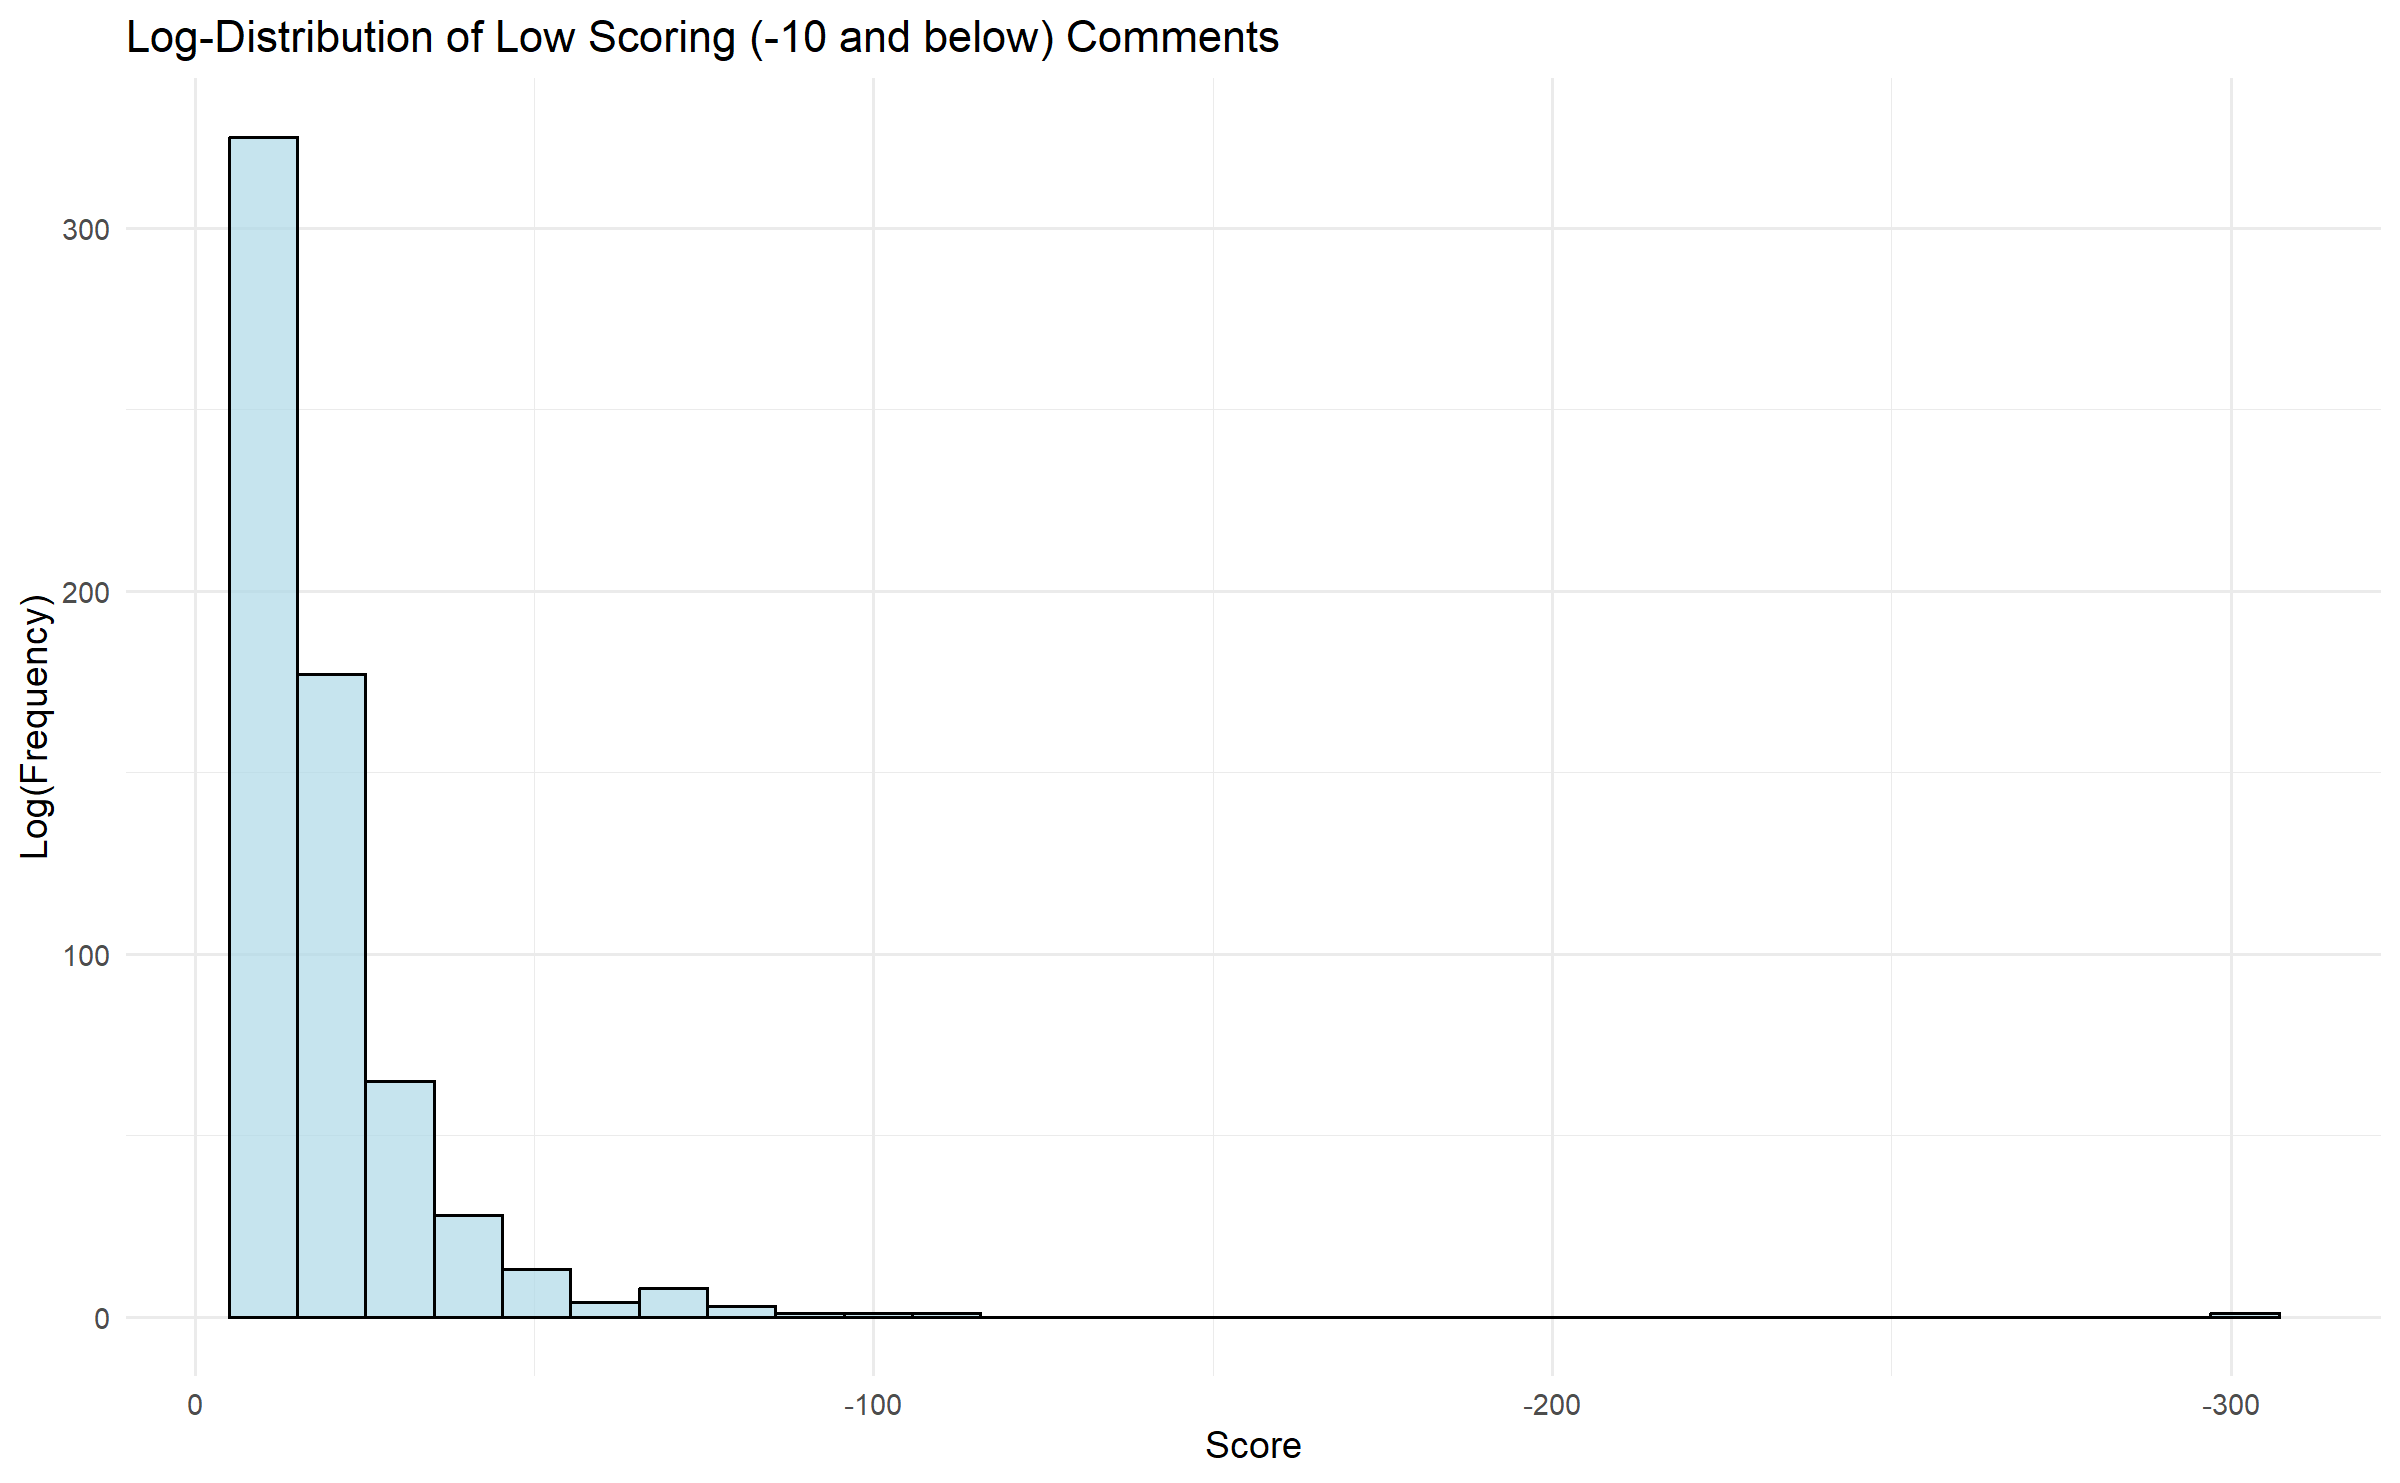 Log-Distribution of Low Scoring (-10 and below) Comments
Log(Frequency)
300
200
100
0
0 -100 -200 -300
Score